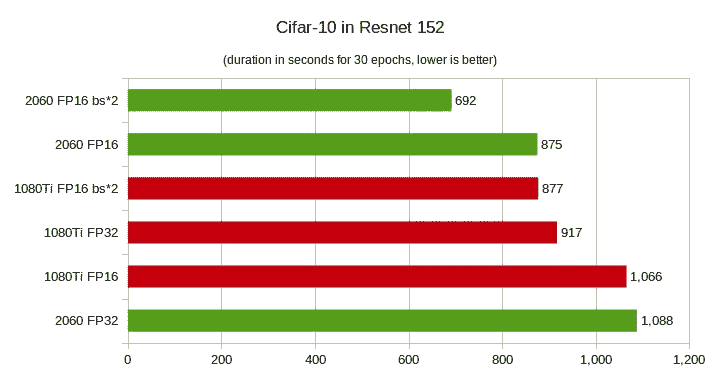 Cifar-10 in Resnet 152
(duration in seconds for 30 epochs, lower is better)
2060 FP16 bs*2 692
2060 FP16 875
1080Ti FP16 bs*2 877
1080Ti FP32 917
1080Ti FP16 1,066
2060 FP32 1,088
0 200 400 600 800 1,000 1,200